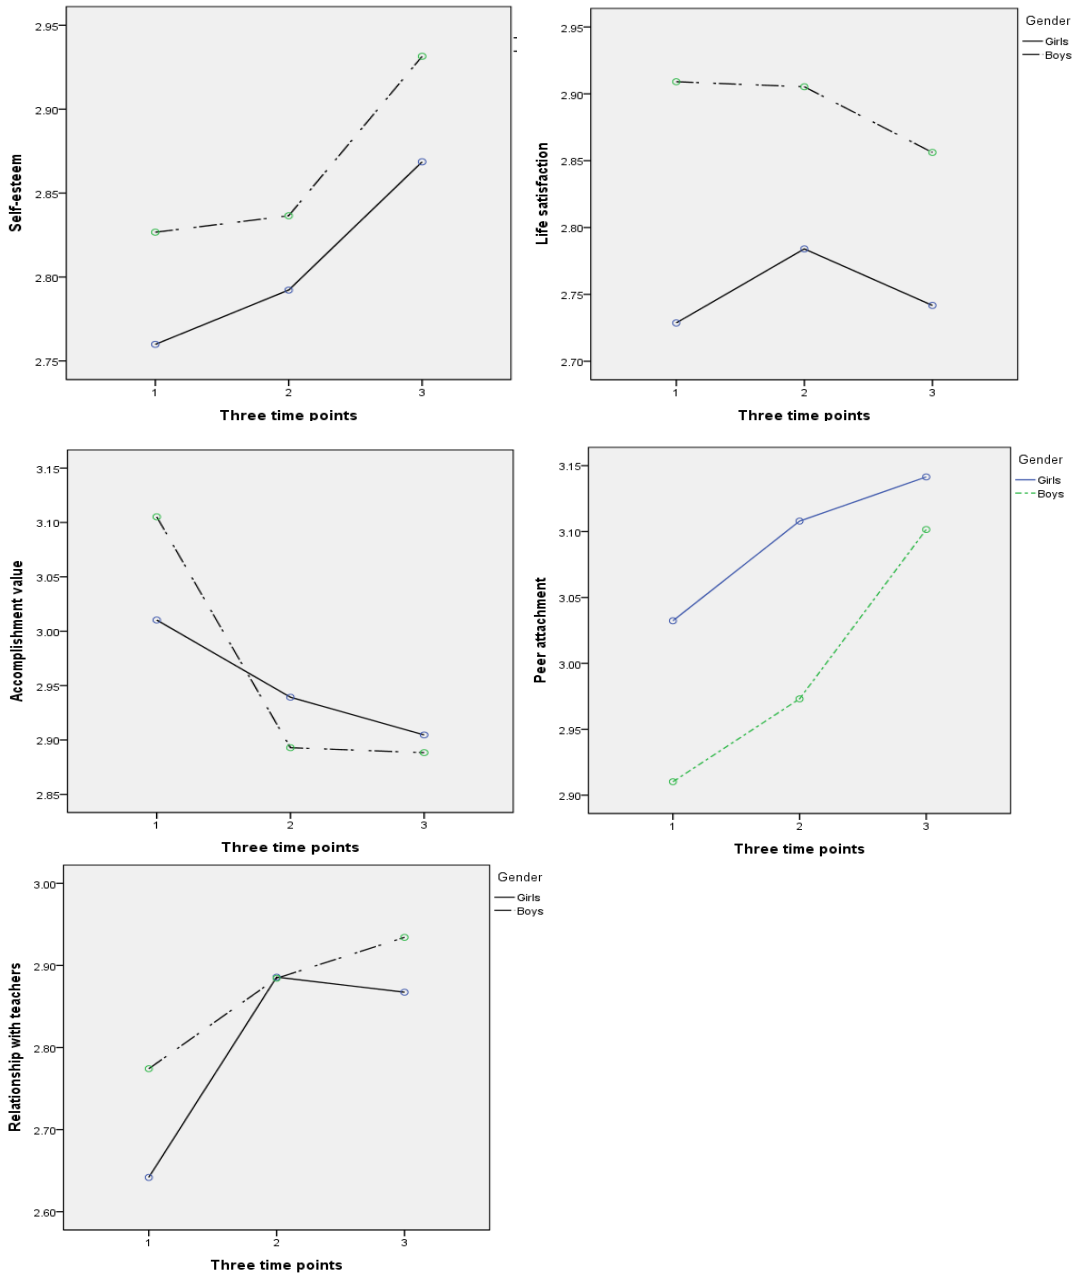 2.95
2.90
2.85
2.80
2.75
Self-esteem
1 2 3
Three time points
Gender
Girls
Boys
2.95
2.90
2.85
2.80
2.75
2.70
Life satisfaction
1 2 3
Three time points
3.15
3.10
3.05
3.00
2.95
2.90
2.85
Accomplishment value
1 2 3
Three time points
Gender
Girls
Boys
3.15
3.10
3.05
3.00
2.95
2.90
Peer attachment
1 2 3
Three time points
Gender
Girls
Boys
3.00
2.90
2.80
2.70
2.60
Relationship with teachers
1 2 3
Three time points